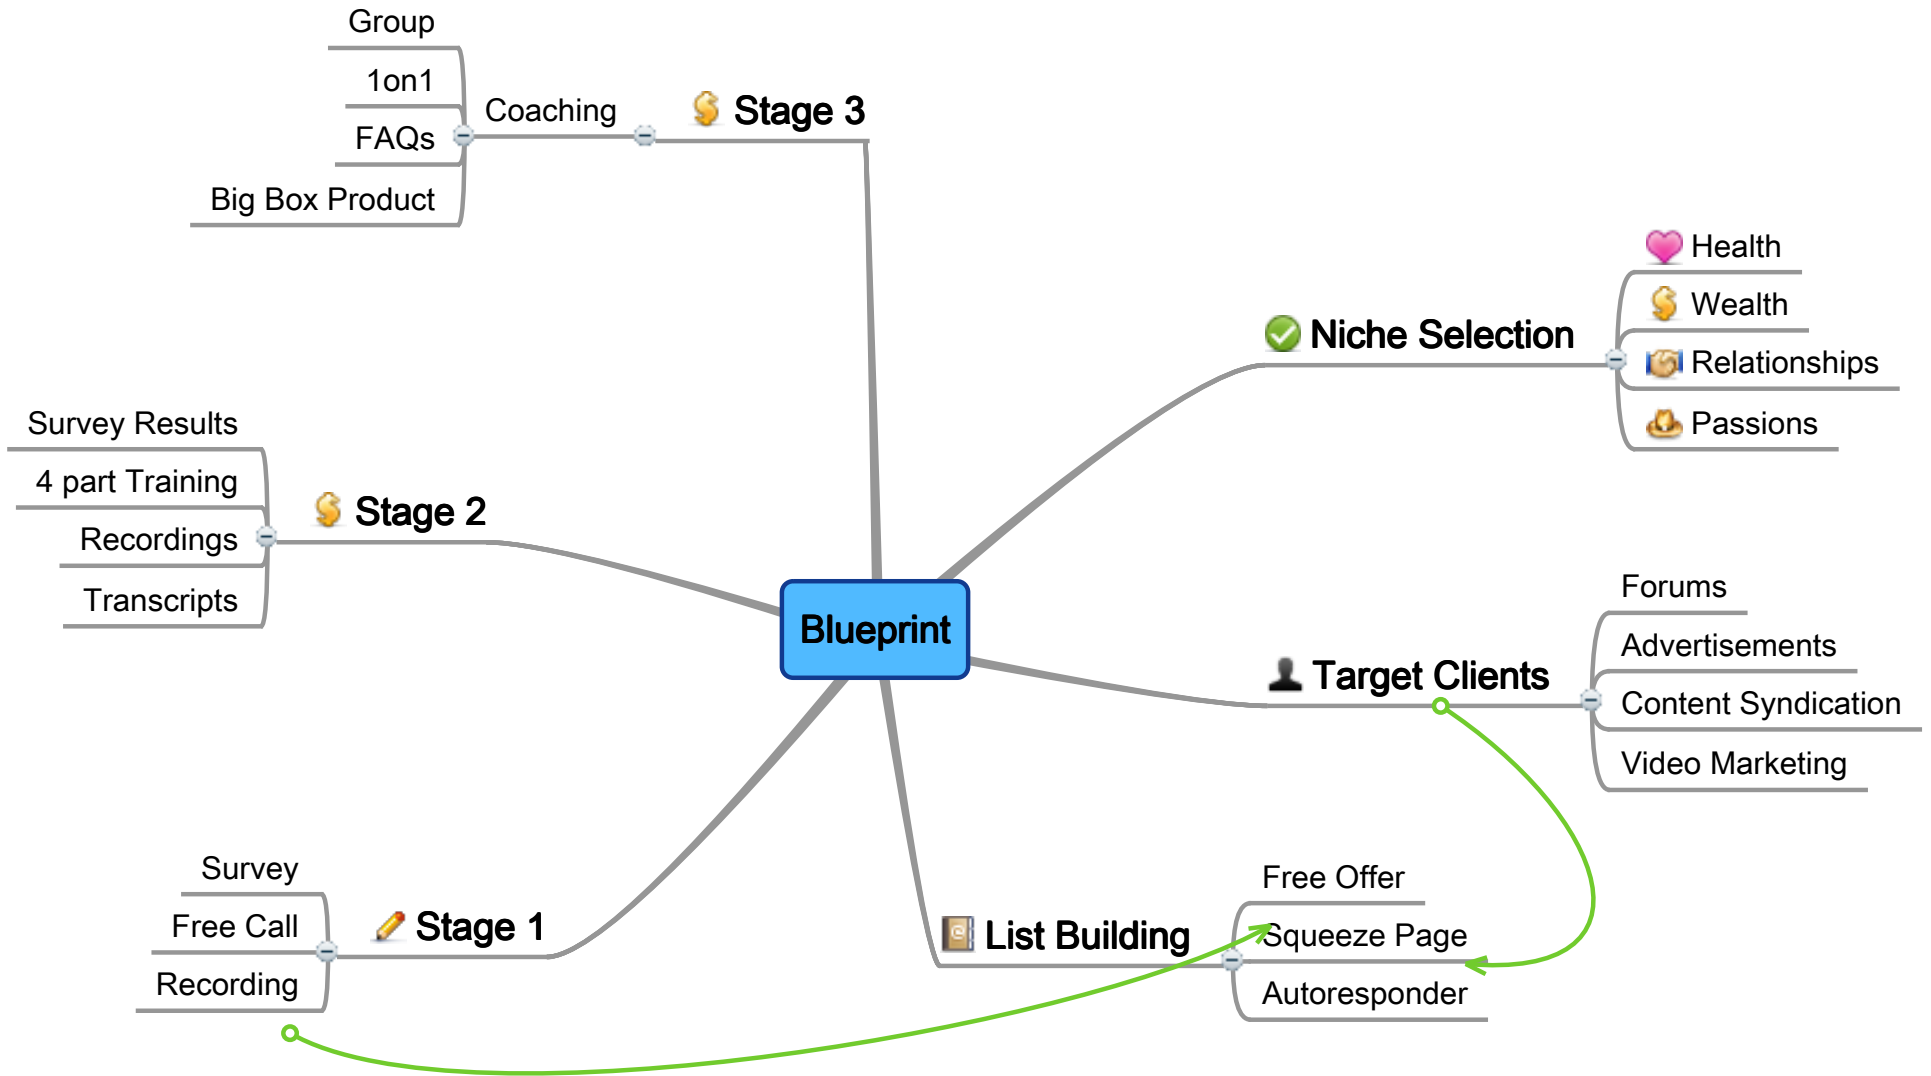 Group
1on1
FAQs
Big Box Product
Coaching
Stage 3
Health
Wealth
Relationships
Passions
Niche Selection
Survey Results
4 part Training
Recordings
Transcripts
Stage 2
Blueprint
Forums
Advertisements
Content Syndication
Video Marketing
Target Clients
Survey
Free Call
Recording
Stage 1
List Building
Free Offer
Squeeze Page
Autoresponder